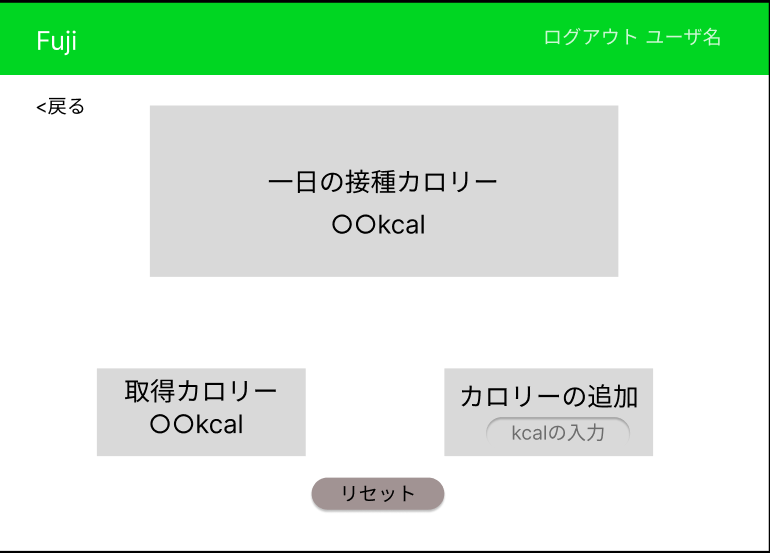 Fuji
ログアウト ユーザ名
<戻る
一日の接種カロリー
〇〇kcal
取得カロリー
〇〇kcal
カロリーの追加
kcalの入力
リセット